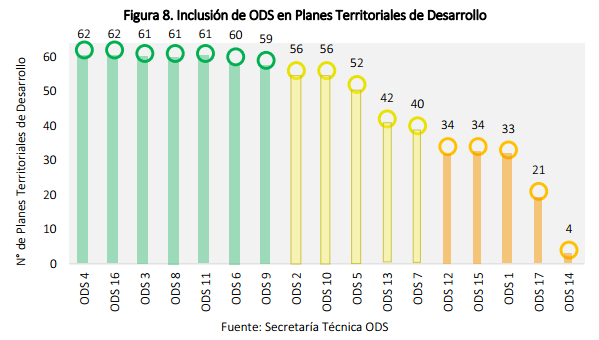 Figura 8. Inclusión de ODS en Planes Territoriales de Desarrollo
N° de Planes Territoriales de Desarrollo
60
50
40
30
20
10
0
62 62 61 61 61 60 59 56 56 52 42 40 34 34 33 21 4
ODS 4 ODS 16 ODS 3 ODS 8 ODS 11 ODS 6 ODS 9 ODS 2 ODS 10 ODS 5 ODS 13 ODS 7 ODS 12 ODS 15 ODS 1 ODS 17 ODS 14
Fuente: Secretaría Técnica ODS